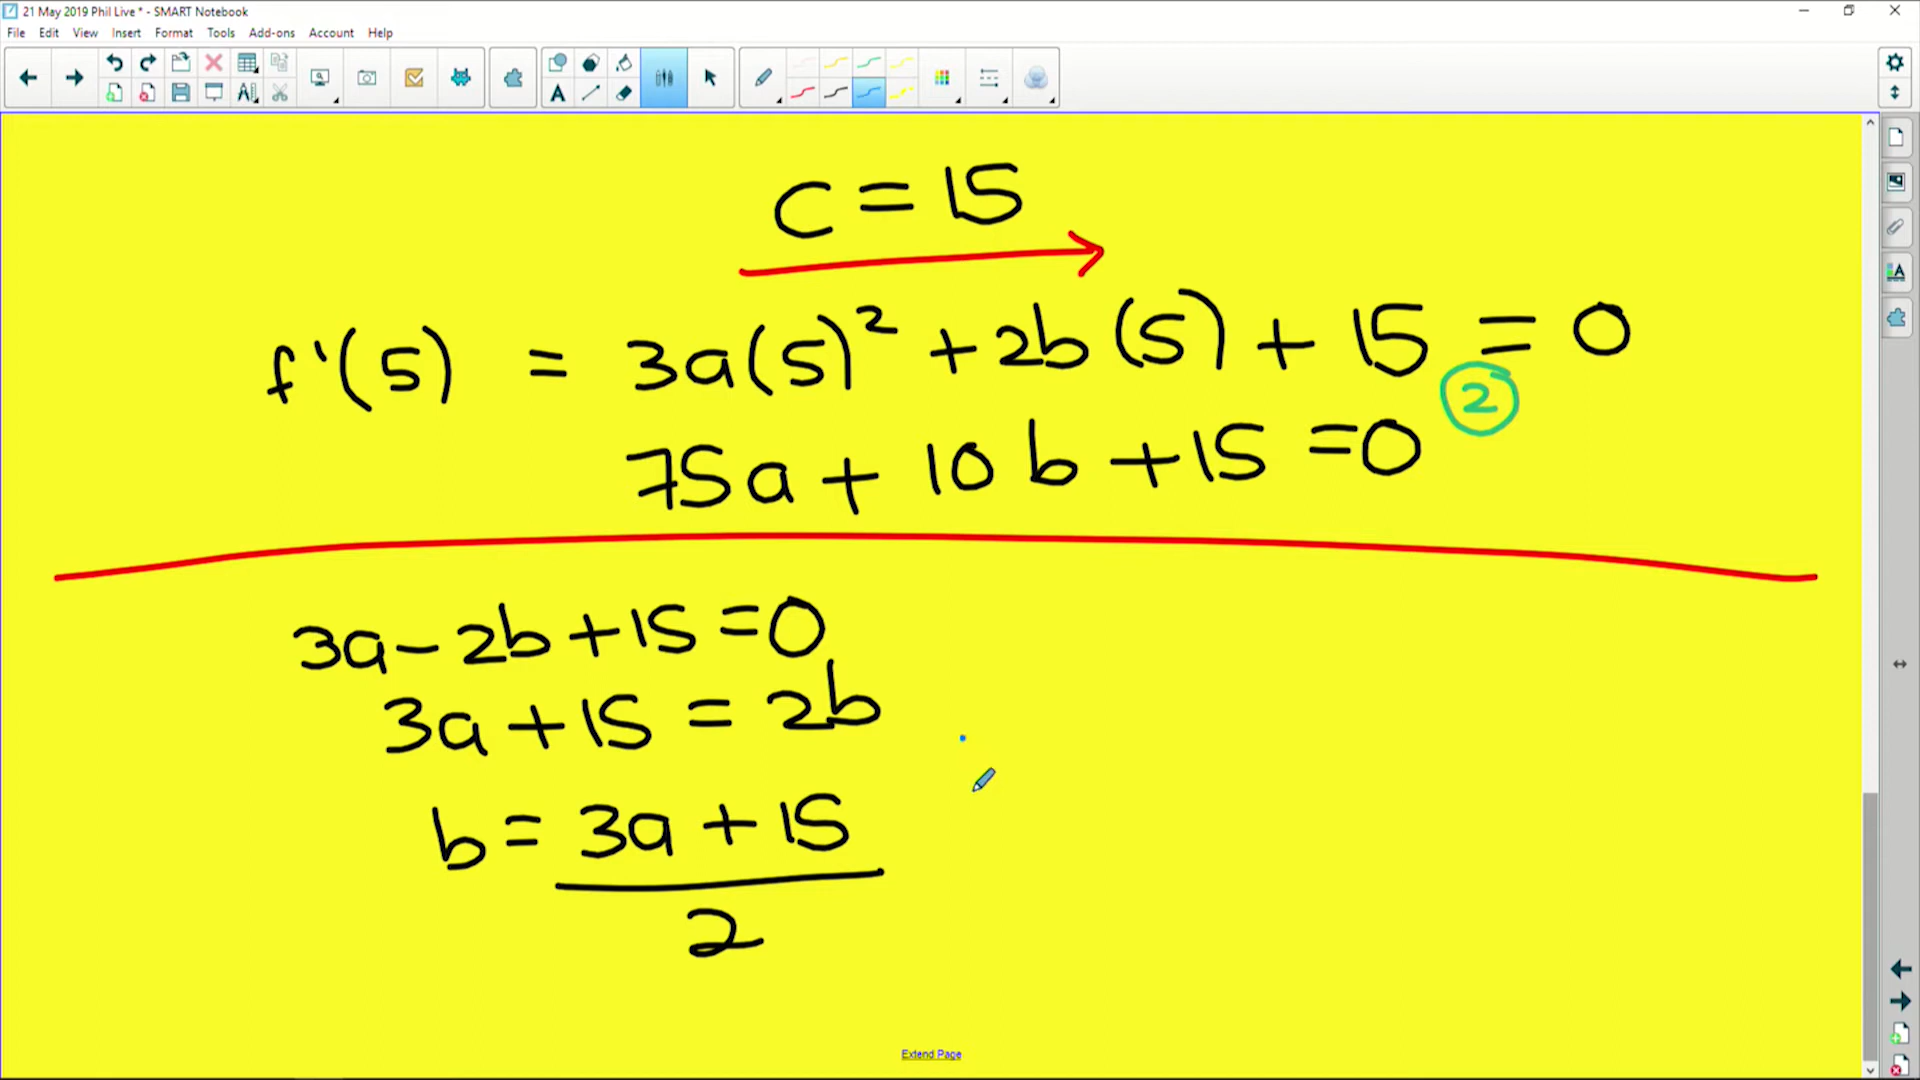 21 May 2019 Phil Live * - SMART Notebook
File Edit View Insert Format Tools Add-ons Account Help
c = 15
f'(5) = 3a(5)² + 2b(5) + 15 = 0
2
75a + 10b + 15 = 0
3a - 2b + 15 = 0
3a + 15 = 2b
b = 3a + 15
2
Extend Page